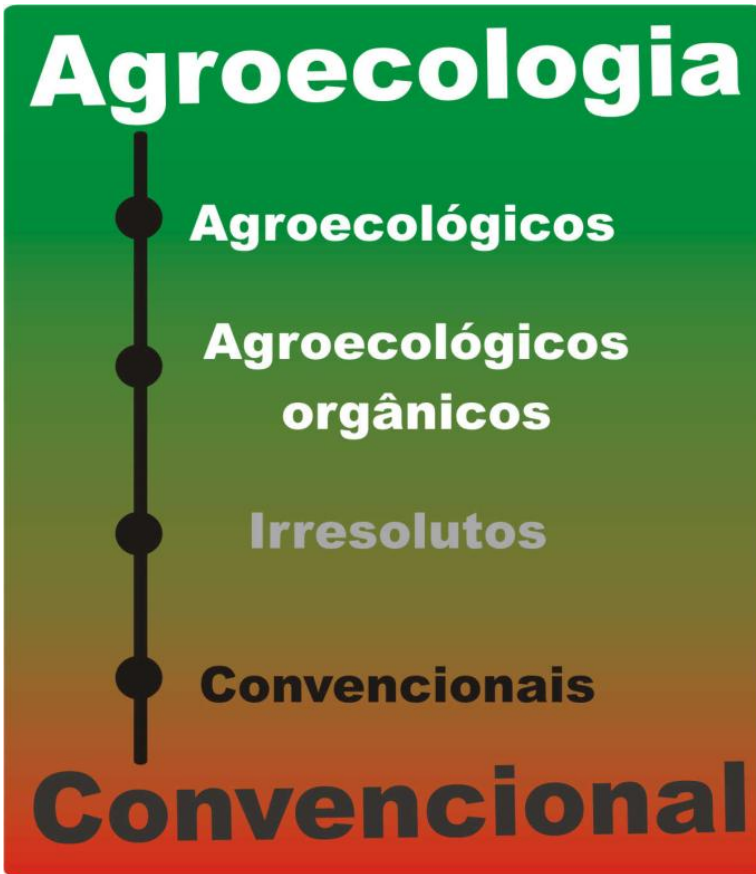 Agroecologia
Agroecológicos
Agroecológicos
orgânicos
Irresolutos
Convencionais
Convencional